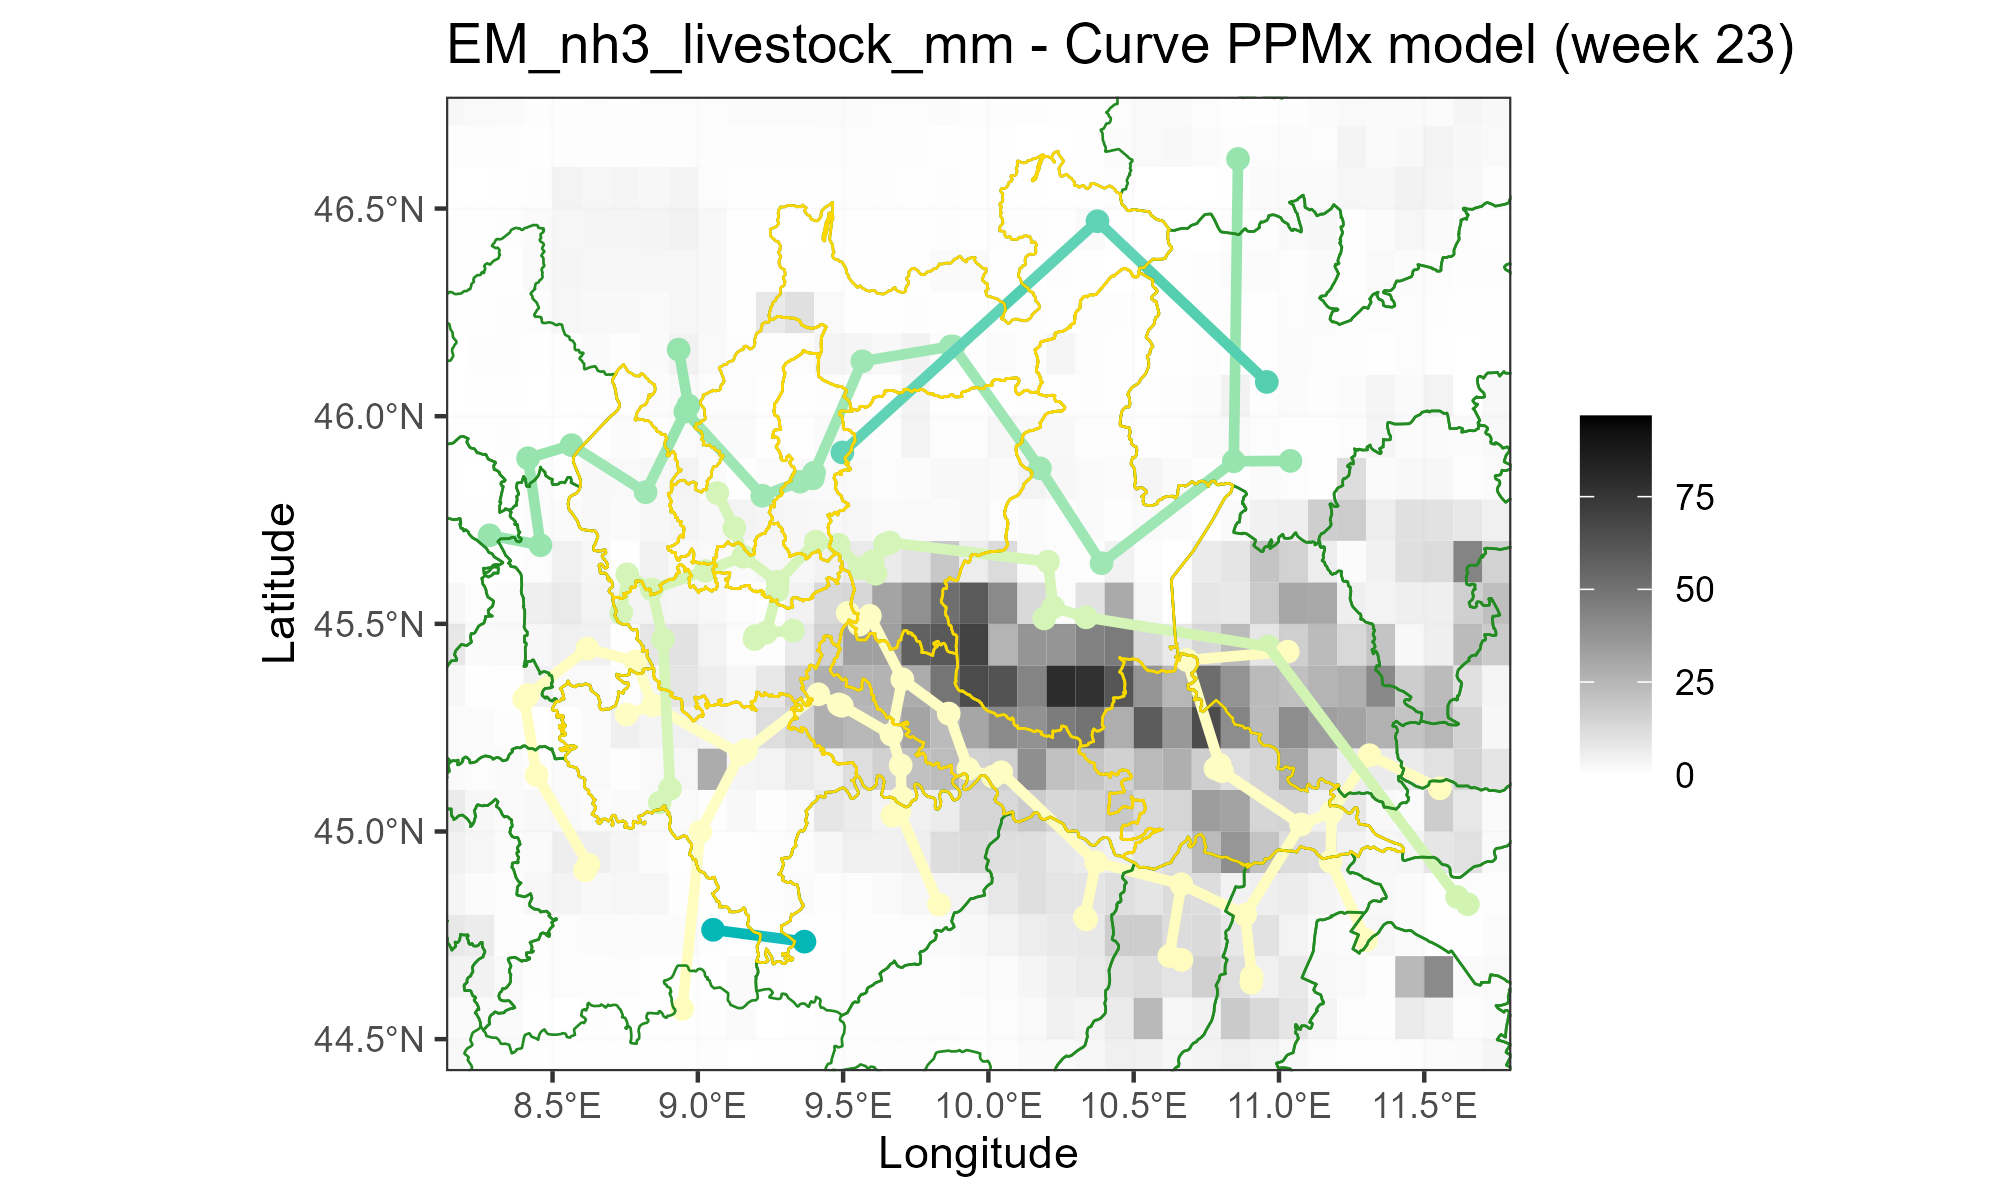 EM_nh3_livestock_mm - Curve PPMx model (week 23)
46.5°N
46.0°N
45.5°N
45.0°N
44.5°N
Latitude
8.5°E 9.0°E 9.5°E 10.0°E 10.5°E 11.0°E 11.5°E
Longitude
75
50
25
0